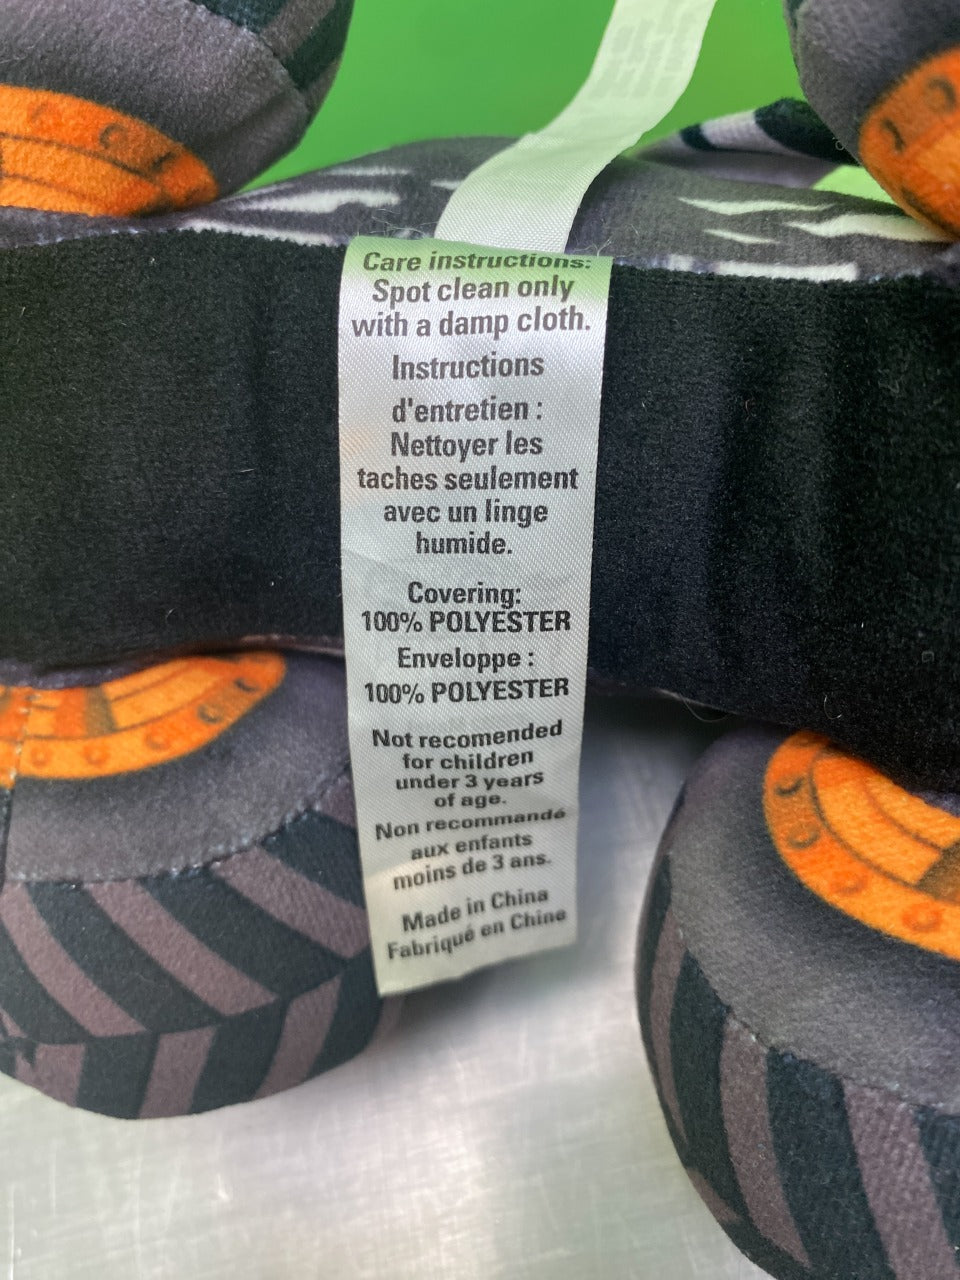 Care instructions:
Spot clean only
with a damp cloth.
Instructions
d'entretien :
Nettoyer les
taches seulement
avec un linge
humide.
Covering:
100% POLYESTER
Enveloppe :
100% POLYESTER
Not recomended
for children
under 3 years
of age.
Non recommandé
aux enfants
moins de 3 ans.
Made in China
Fabriqué en Chine